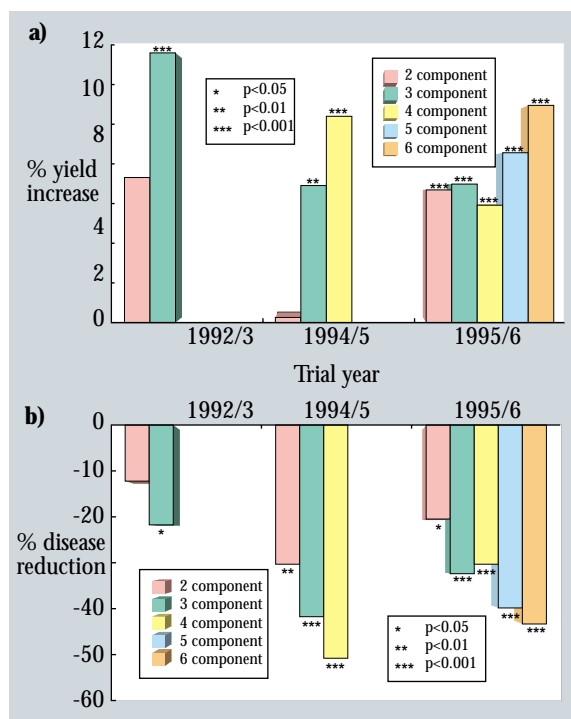 a)
12
10
8
6
4
2
0
% yield
increase
* p<0.05
** p<0.01
*** p<0.001
2 component
3 component
4 component
5 component
6 component
***
**
***
***
***
***
***
***
1992/3 1994/5 1995/6
Trial year
b)
1992/3 1994/5 1995/6
0
-10
-20
-30
-40
-50
-60
% disease
reduction
*
**
***
***
*
***
***
***
***
2 component
3 component
4 component
5 component
6 component
* p<0.05
** p<0.01
*** p<0.001